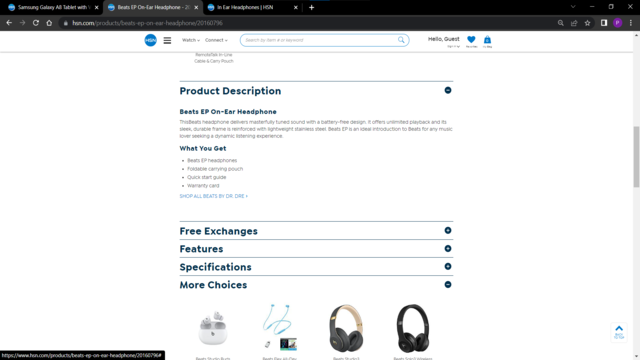 Samsung Galaxy A8 Tablet with V
Beats EP On-Ear Headphone - 20
In Ear Headphones | HSN
hsn.com/products/beats-ep-on-ear-headphone/20160796
P
HSN
Watch
Connect
Search by item # or keyword
Hello, Guest
RemoteTalk In-Line
Cable & Carry Pouch
Product Description
Beats EP On-Ear Headphone
ThisBeats headphone delivers masterfully tuned sound with a battery-free design. It offers unlimited playback and its
sleek, durable frame is reinforced with lightweight stainless steel. Beats EP is an ideal introduction to Beats for any music
lover seeking a dynamic listening experience.
What You Get
• Beats EP headphones
• Foldable carrying pouch
• Quick start guide
• Warranty card
SHOP ALL BEATS BY DR. DRE >
Free Exchanges
Features
Specifications
More Choices
BACK
TO TOP
Beats Studio Buds
Beats Flex All-Day
Beats Studio3
Beats Solo3 Wireless
https://www.hsn.com/products/beats-ep-on-ear-headphone/20160796#